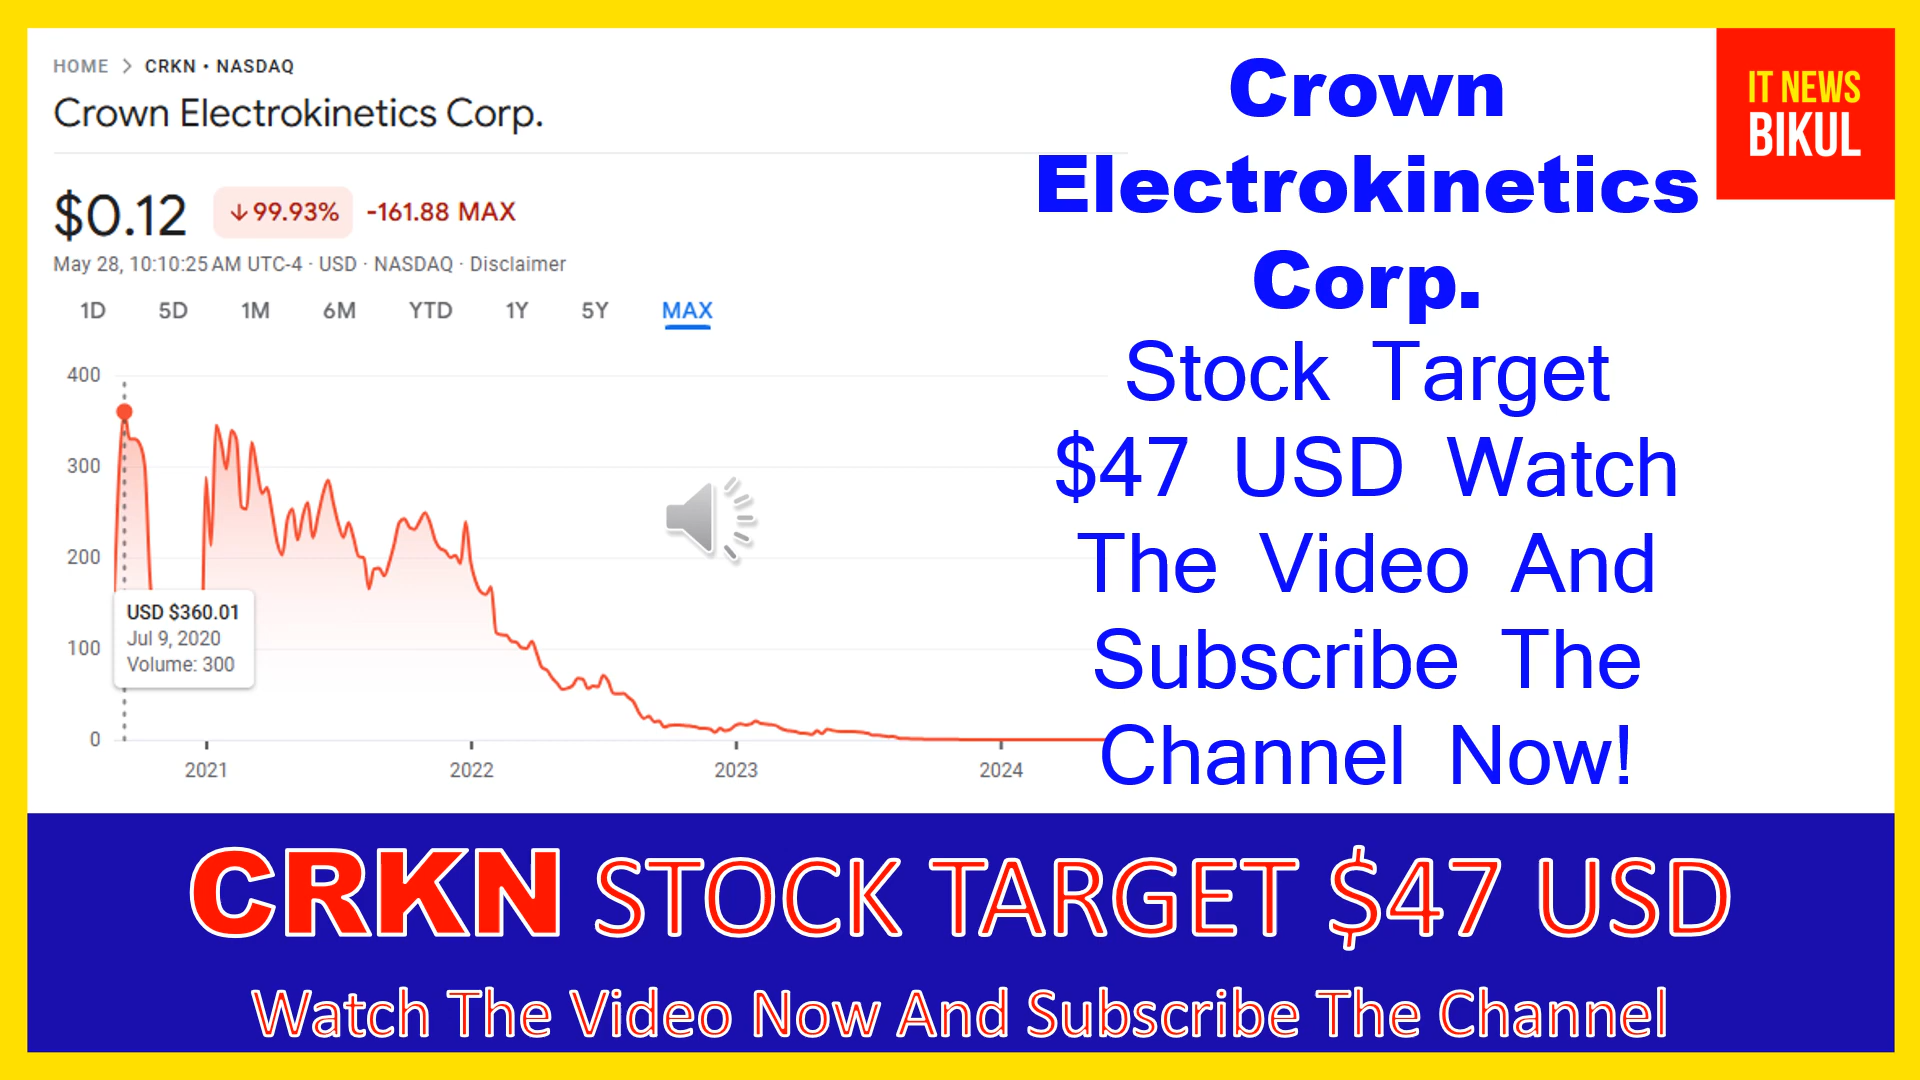 HOME > CRKN • NASDAQ
Crown Electrokinetics Corp.
$0.12 ↓99.93% -161.88 MAX
May 28, 10:10:25 AM UTC-4 · USD · NASDAQ · Disclaimer
1D 5D 1M 6M YTD 1Y 5Y MAX
400
300
200
100
0
USD $360.01
Jul 9, 2020
Volume: 300
2021 2022 2023 2024
Crown
Electrokinetics
Corp.
Stock Target
$47 USD Watch
The Video And
Subscribe The
Channel Now!
IT NEWS
BIKUL
CRKN STOCK TARGET $47 USD
Watch The Video Now And Subscribe The Channel